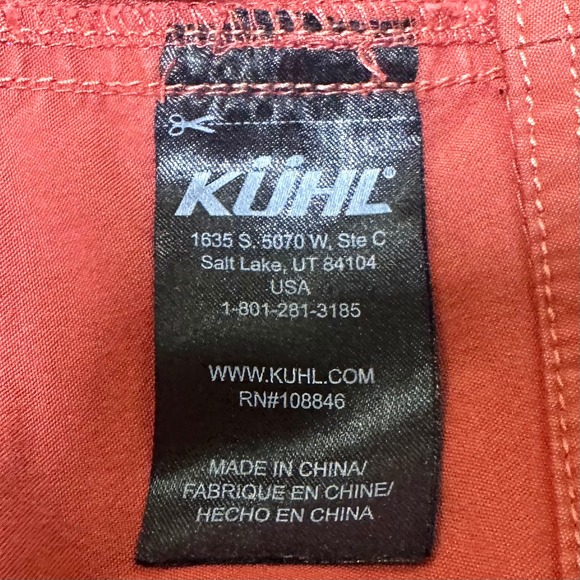 KÜHL®
1635 S. 5070 W, Ste C
Salt Lake, UT 84104
USA
1-801-281-3185
WWW.KUHL.COM
RN#108846
MADE IN CHINA/
FABRIQUE EN CHINE/
HECHO EN CHINA